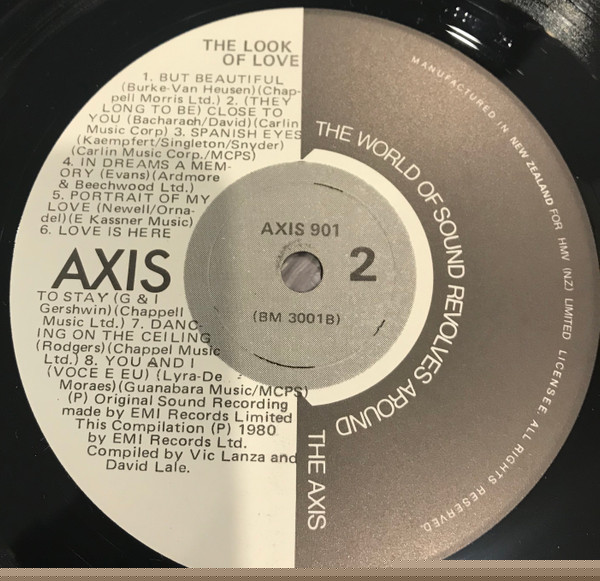 THE LOOK
OF LOVE
1. BUT BEAUTIFUL
(Burke-Van Heusen)(Chap-
pell Morris Ltd.) 2. (THEY
LONG TO BE) CLOSE TO
YOU (Bacharach/David)(Carlin
Music Corp) 3. SPANISH EYES
(Kaempfert/Singleton/Snyder)
(Carlin Music Corp./MCPS)
4. IN DREAMS A MEM-
ORY (Evans)(Ardmore
& Beechwood Ltd.)
5. PORTRAIT OF MY
LOVE (Newell/Orna-
del)(E Kassner Music)
6. LOVE IS HERE
AXIS
TO STAY (G & I
Gershwin)(Chappell
Music Ltd.) 7. DANC-
ING ON THE CEILING
(Rodgers)(Chappel Music
Ltd.) 8. YOU AND I
(VOCE E EU) (Lyra-De
Moraes)(Guanabara Music/MCPS)
(P) Original Sound Recording
made by EMI Records Limited
This Compilation (P) 1980
by EMI Records Ltd.
Compiled by Vic Lanza and
David Lale.
AXIS 901
2
(BM 3001B)
THE WORLD OF SOUND REVOLVES AROUND
THE AXIS
MANUFACTURED IN NEW ZEALAND FOR HMV (NZ) LIMITED LICENSEE. ALL RIGHTS RESERVED.